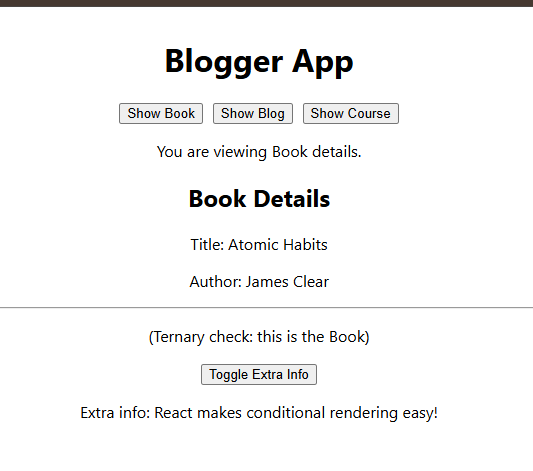 Blogger App
Show Book Show Blog Show Course
You are viewing Book details.
Book Details
Title: Atomic Habits
Author: James Clear
(Ternary check: this is the Book)
Toggle Extra Info
Extra info: React makes conditional rendering easy!